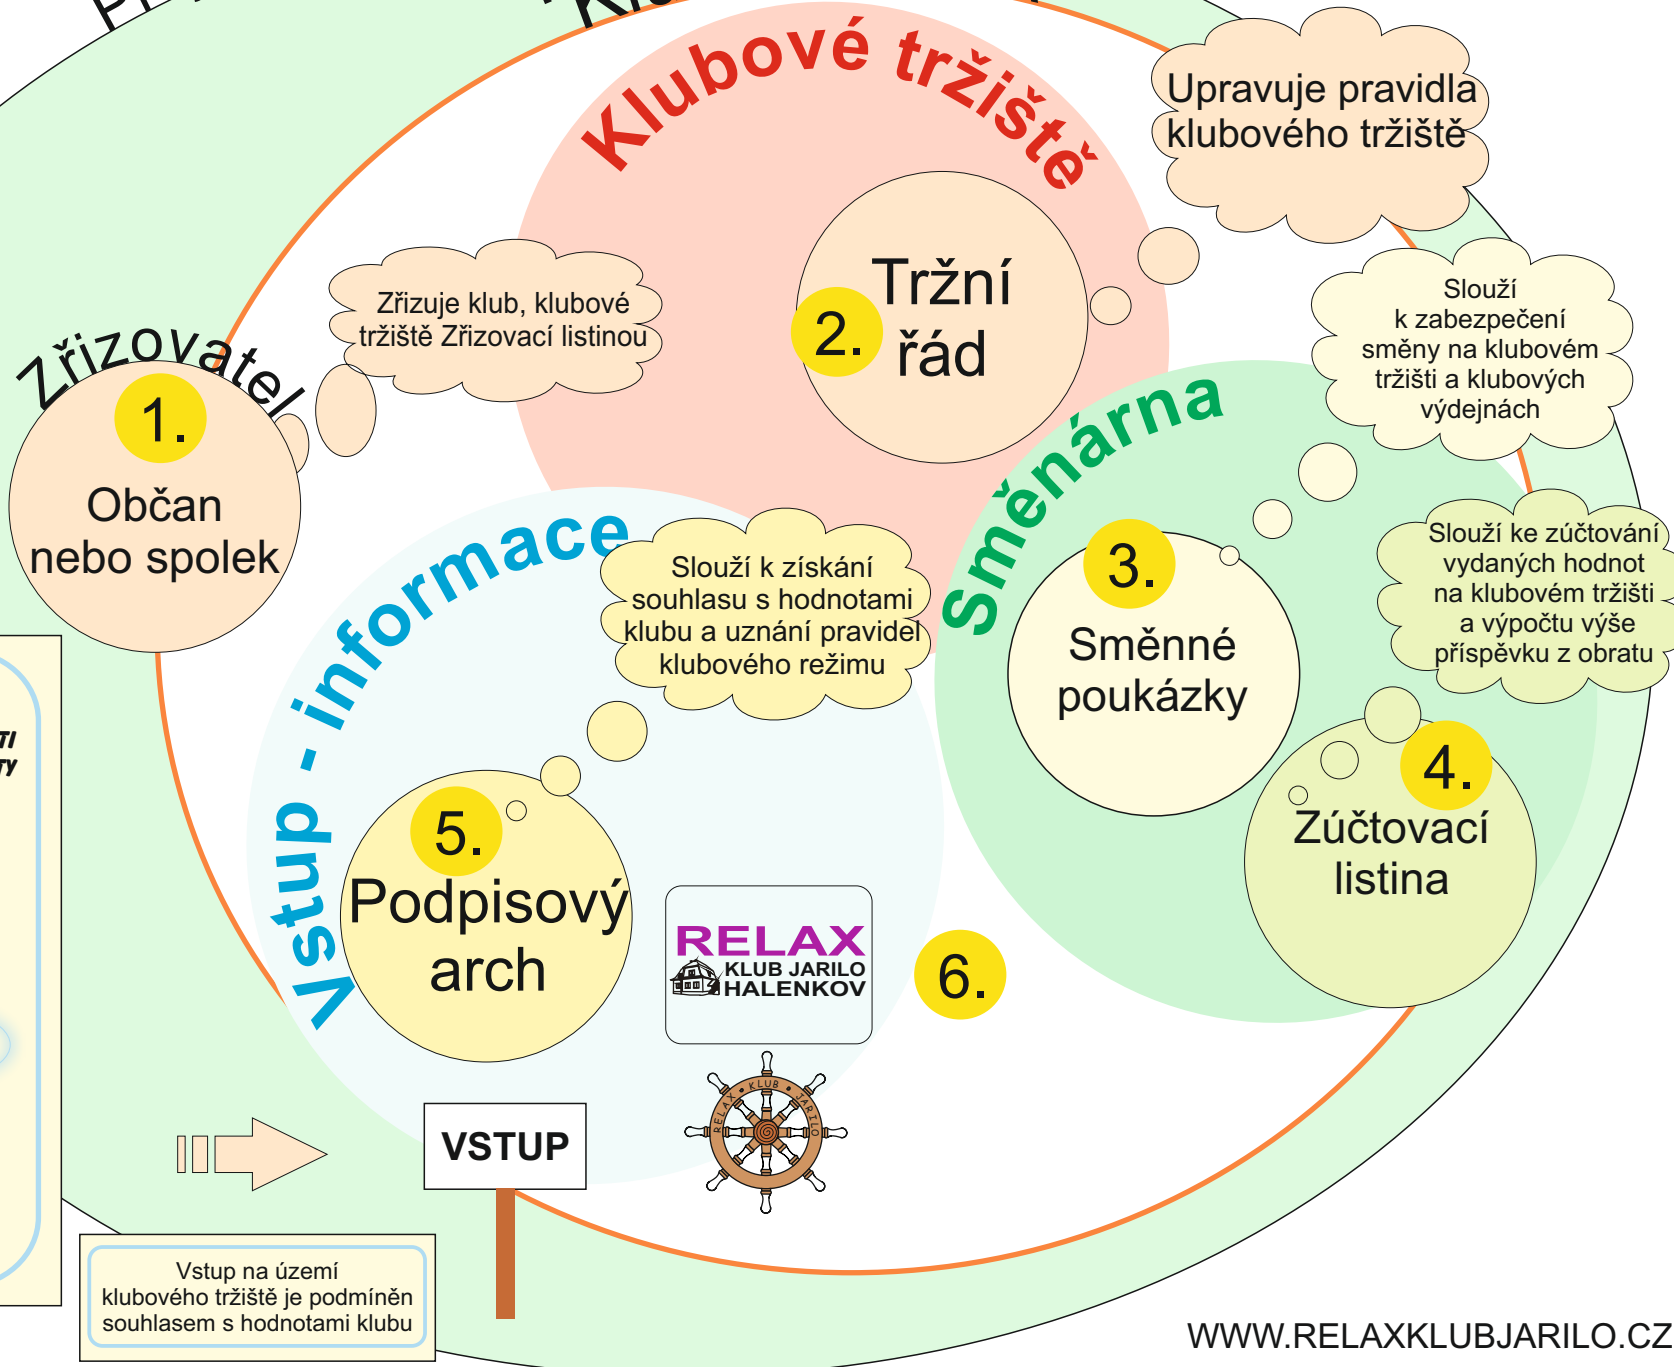 Klubové tržiště
Upravuje pravidla
klubového tržiště
Tržní
řád
2.
Zřizuje klub, klubové
tržiště Zřizovací listinou
Zřizovatel
1.
Občan
nebo spolek
Slouží
k zabezpečení
směny na klubovém
tržišti a klubových
výdejnách
Směnárna
3.
Směnné
poukázky
Slouží ke zúčtování
vydaných hodnot
na klubovém tržišti
a výpočtu výše
příspěvku z obratu
4.
Zúčtovací
listina
Vstup - informace
Slouží k získání
souhlasu s hodnotami
klubu a uznání pravidel
klubového režimu
5.
Podpisový
arch
RELAX
KLUB JARILO
HALENKOV
6.
RELAX • KLUB • JARILO
VSTUP
Vstup na území
klubového tržiště je podmíněn
souhlasem s hodnotami klubu
WWW.RELAXKLUBJARILO.CZ